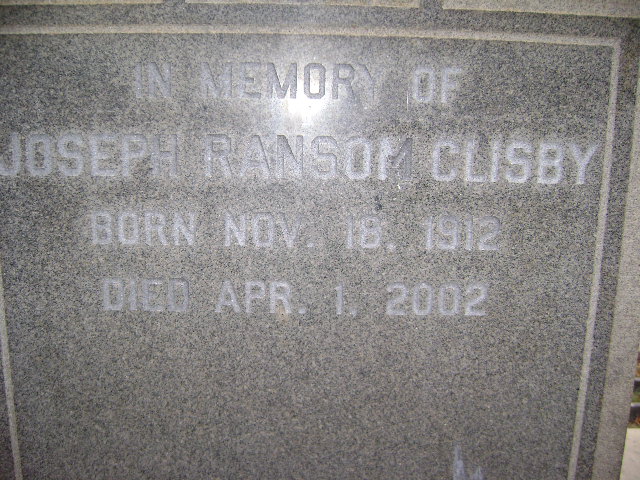 IN MEMORY OF
JOSEPH RANSOM CLISBY
BORN NOV. 18, 1912
DIED APR. 1, 2002